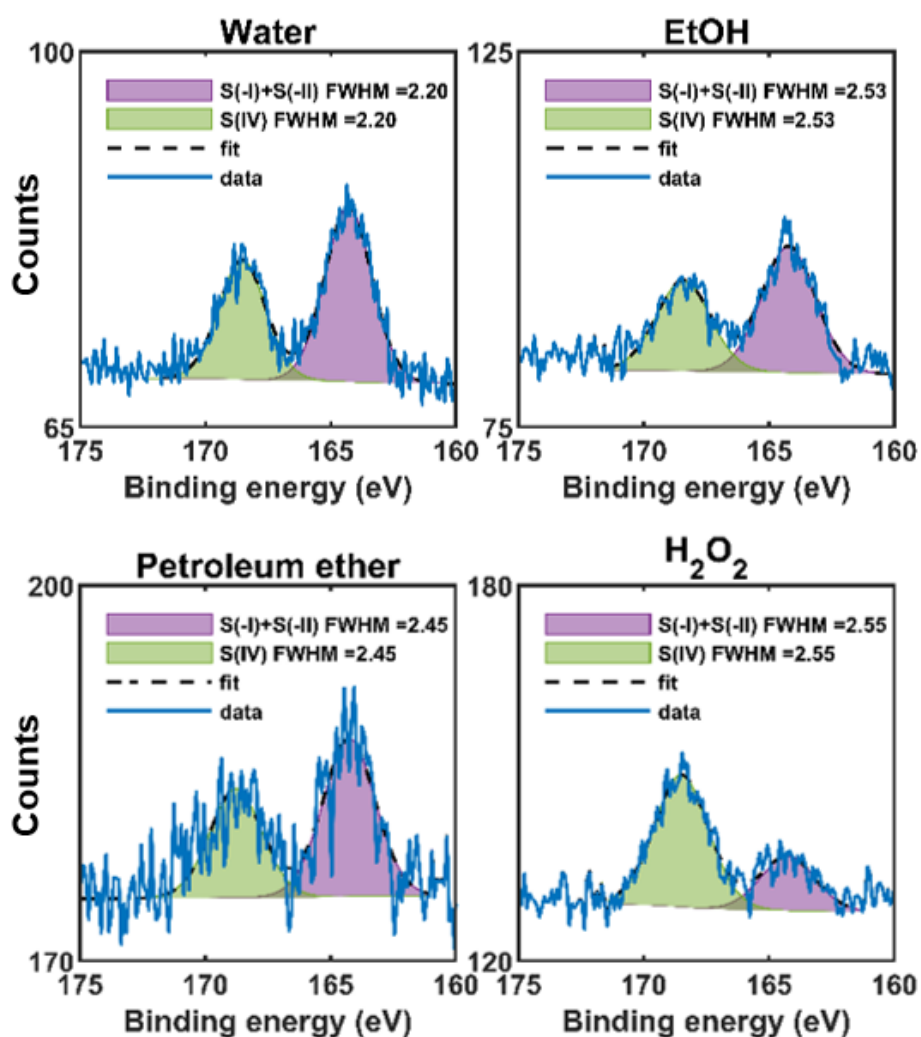 Water
100
S(-I)+S(-II) FWHM =2.20
S(IV) FWHM =2.20
fit
data
Counts
65
175 170 165 160
Binding energy (eV)
EtOH
125
S(-I)+S(-II) FWHM =2.53
S(IV) FWHM =2.53
fit
data
75
175 170 165 160
Binding energy (eV)
Petroleum ether
200
S(-I)+S(-II) FWHM =2.45
S(IV) FWHM =2.45
fit
data
Counts
170
175 170 165 160
Binding energy (eV)
H₂O₂
180
S(-I)+S(-II) FWHM =2.55
S(IV) FWHM =2.55
fit
data
120
175 170 165 160
Binding energy (eV)